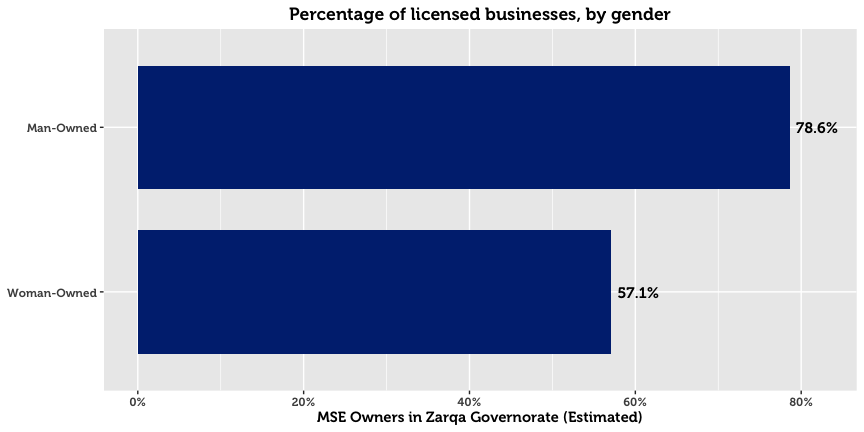 Percentage of licensed businesses, by gender
Man-Owned
78.6%
Woman-Owned
57.1%
0%
20%
40%
60%
80%
MSE Owners in Zarqa Governorate (Estimated)